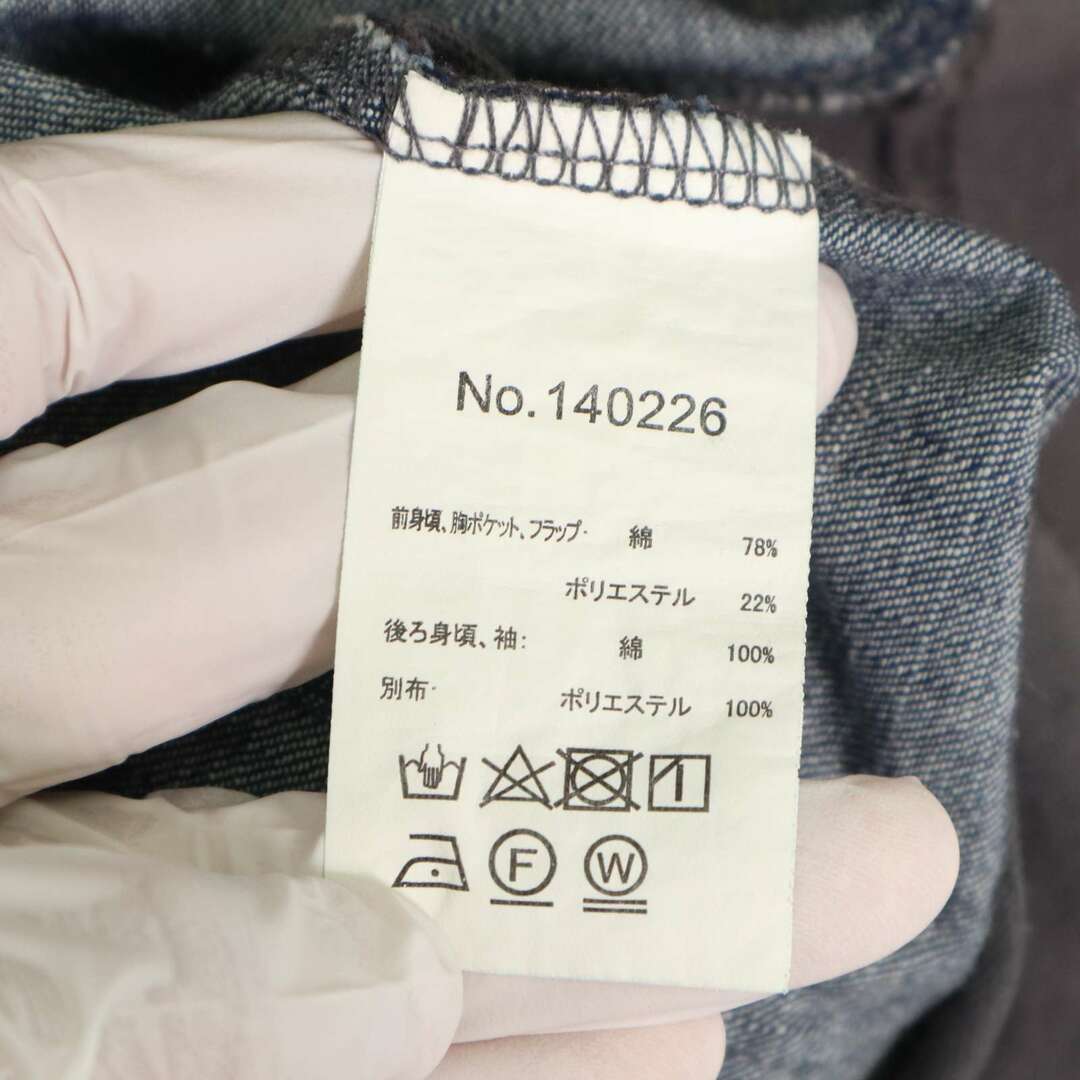 No.140226
前身頃、胸ポケット、フラップ: 綿 78%
ポリエステル 22%
後ろ身頃、袖: 綿 100%
別布: ポリエステル 100%
F W